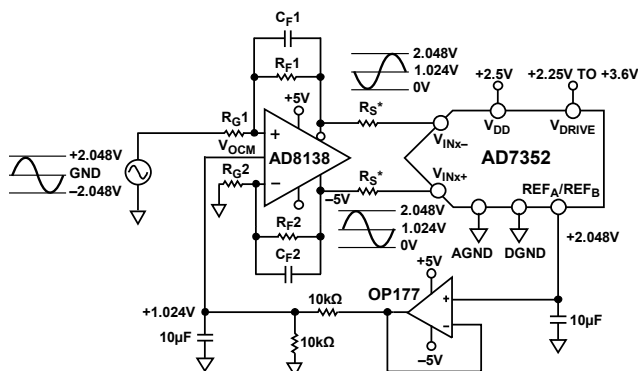 CF1
RF1
+5V
2.048V
1.024V
0V
+2.5V
+2.25V TO +3.6V
RG1
VOCM
AD8138
RS*
VINx–
VDD
VDRIVE
AD7352
+2.048V
GND
–2.048V
RG2
RS*
–5V
VINx+
REFA/REFB
RF2
CF2
2.048V
1.024V
0V
AGND
DGND
+2.048V
+1.024V
10µF
10kΩ
10kΩ
OP177
+5V
–5V
10µF